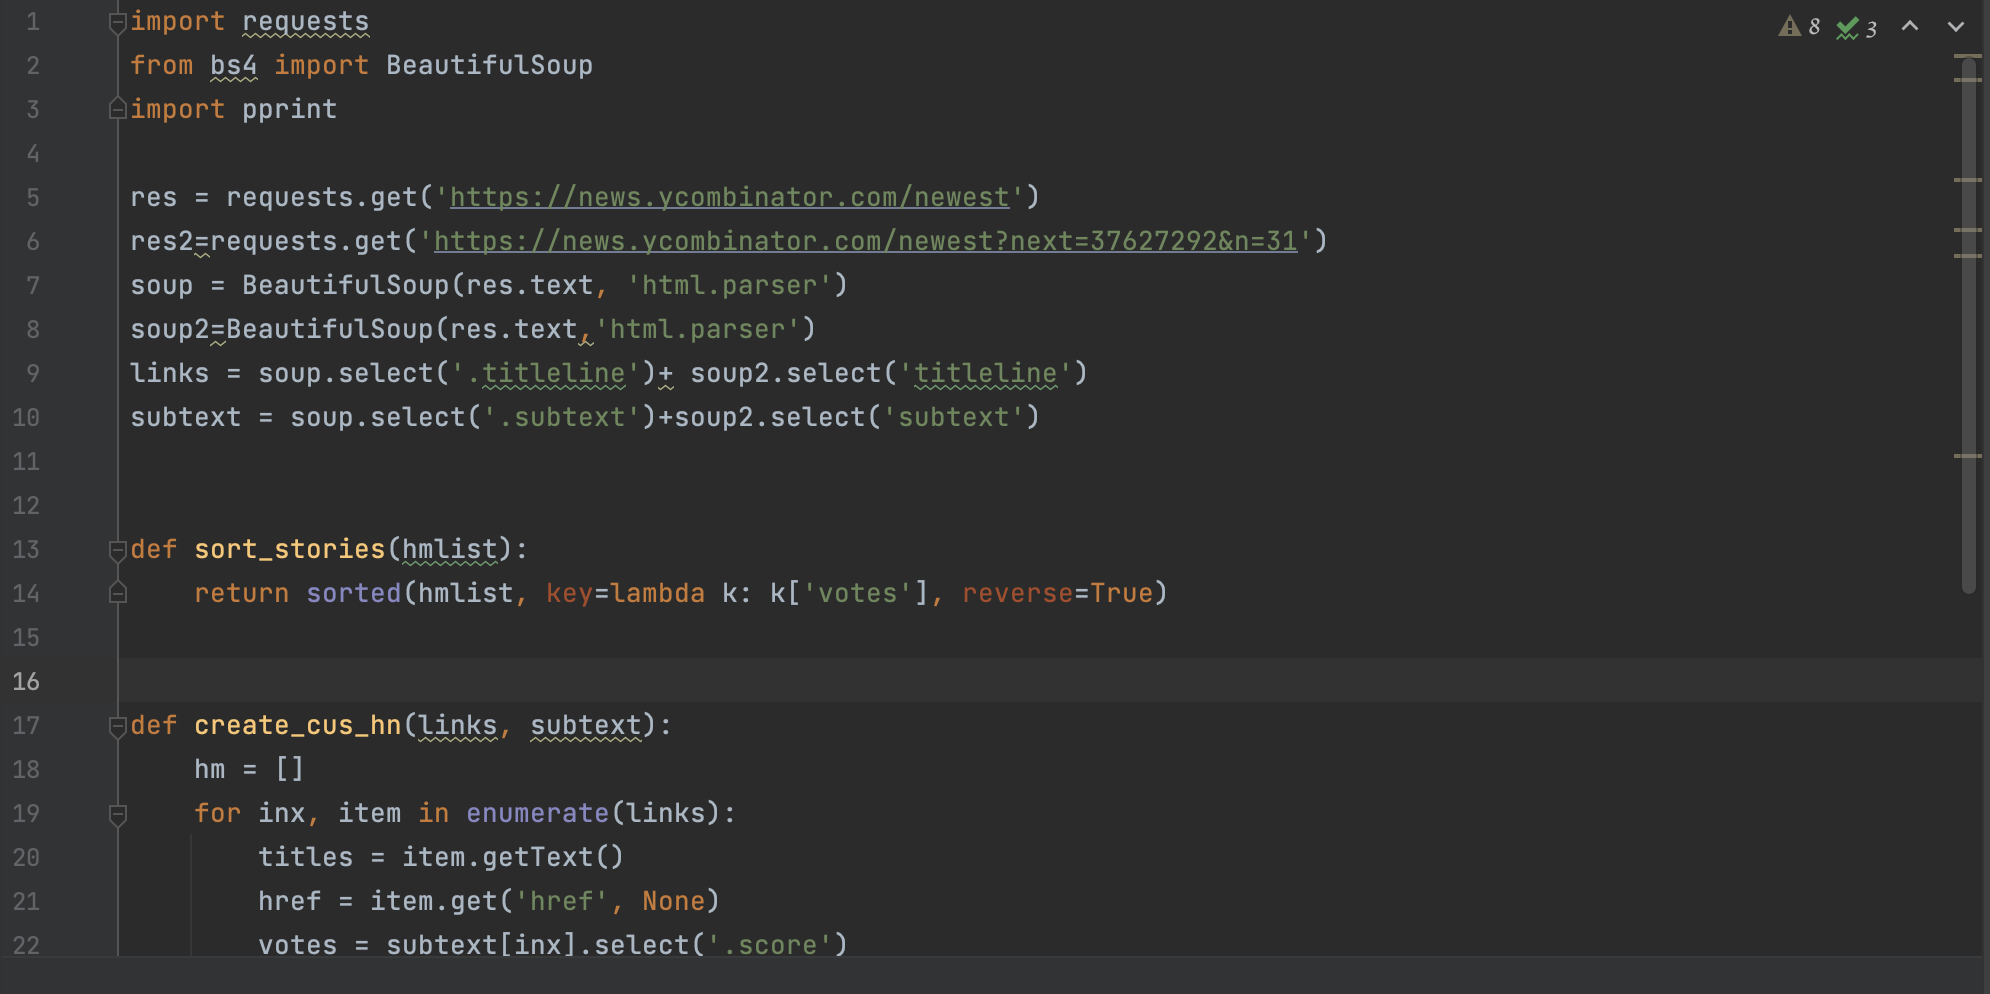 8 3
1 import requests
2 from bs4 import BeautifulSoup
3 import pprint
4
5 res = requests.get('https://news.ycombinator.com/newest')
6 res2=requests.get('https://news.ycombinator.com/newest?next=37627292&n=31')
7 soup = BeautifulSoup(res.text, 'html.parser')
8 soup2=BeautifulSoup(res.text,'html.parser')
9 links = soup.select('.titleline')+ soup2.select('titleline')
10 subtext = soup.select('.subtext')+soup2.select('subtext')
11
12
13 def sort_stories(hmlist):
14     return sorted(hmlist, key=lambda k: k['votes'], reverse=True)
15
16
17 def create_cus_hn(links, subtext):
18     hm = []
19     for inx, item in enumerate(links):
20         titles = item.getText()
21         href = item.get('href', None)
22         votes = subtext[inx].select('.score')